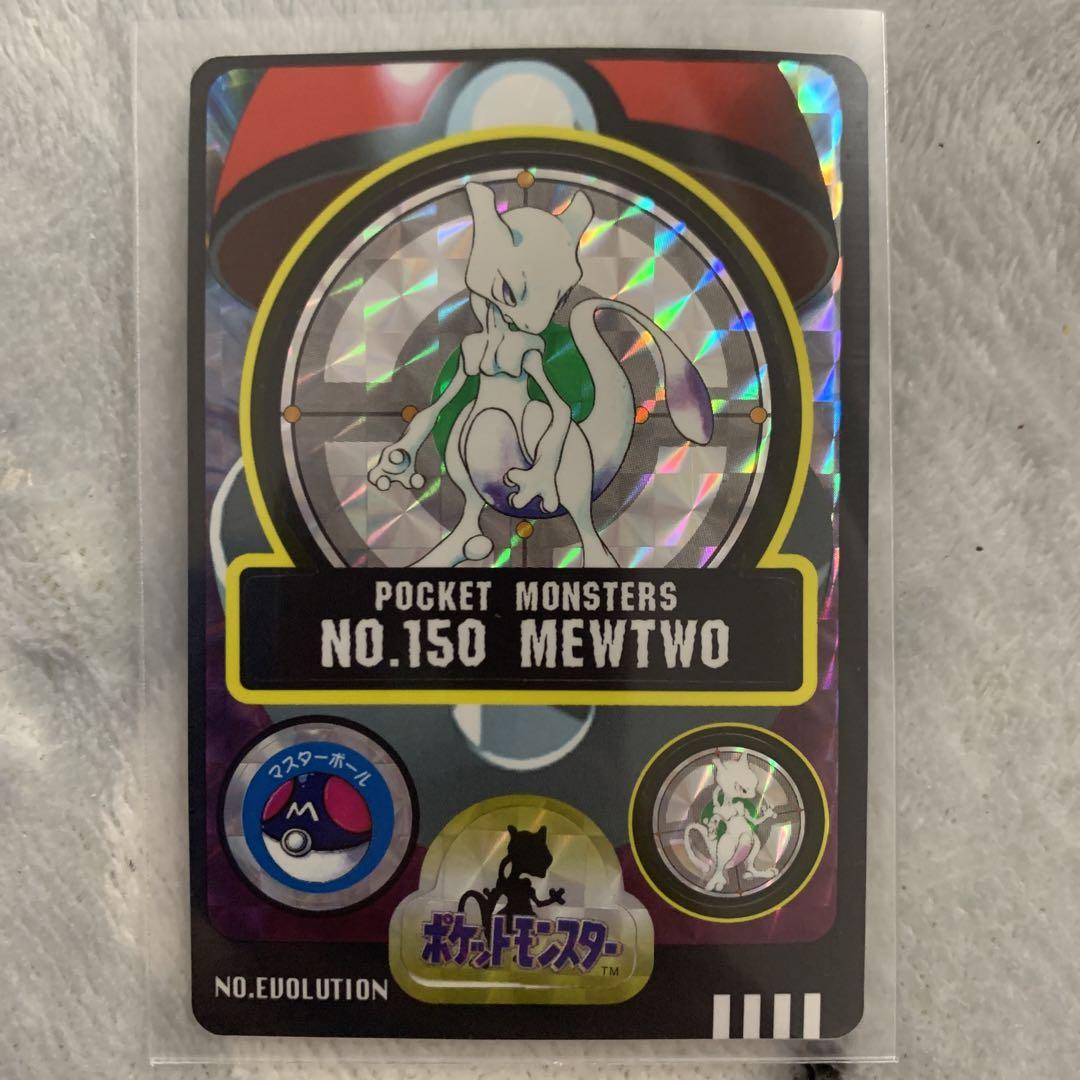 POCKET MONSTERS
NO.150 MEWTWO
マスターボール
M
ポケットモンスター
TM
NO.EVOLUTION